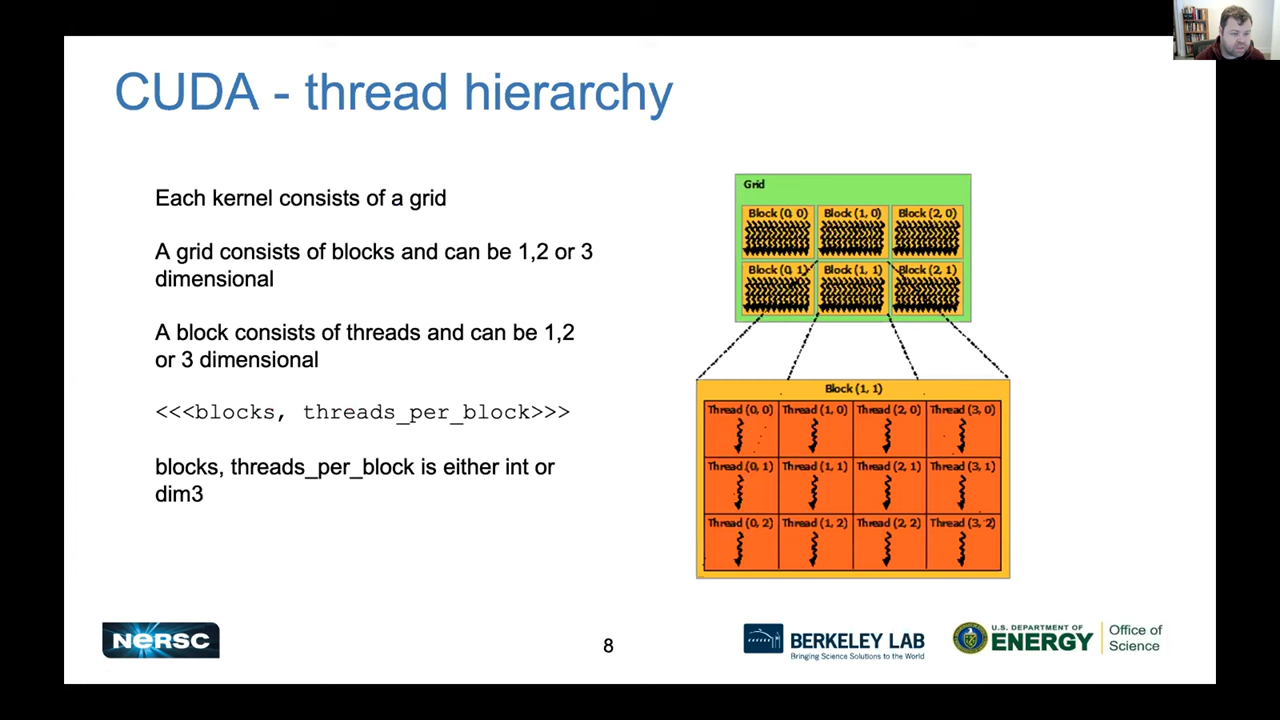 CUDA - thread hierarchy
Each kernel consists of a grid
A grid consists of blocks and can be 1,2 or 3
dimensional
A block consists of threads and can be 1,2
or 3 dimensional
<<<blocks, threads_per_block>>>
blocks, threads_per_block is either int or
dim3
Grid
Block (0, 0) Block (1, 0) Block (2, 0)
Block (0, 1) Block (1, 1) Block (2, 1)
Block (1, 1)
Thread (0, 0) Thread (1, 0) Thread (2, 0) Thread (3, 0)
Thread (0, 1) Thread (1, 1) Thread (2, 1) Thread (3, 1)
Thread (0, 2) Thread (1, 2) Thread (2, 2) Thread (3, 2)
NERSC
8
BERKELEY LAB
Bringing Science Solutions to the World
U.S. DEPARTMENT OF
ENERGY
Office of
Science